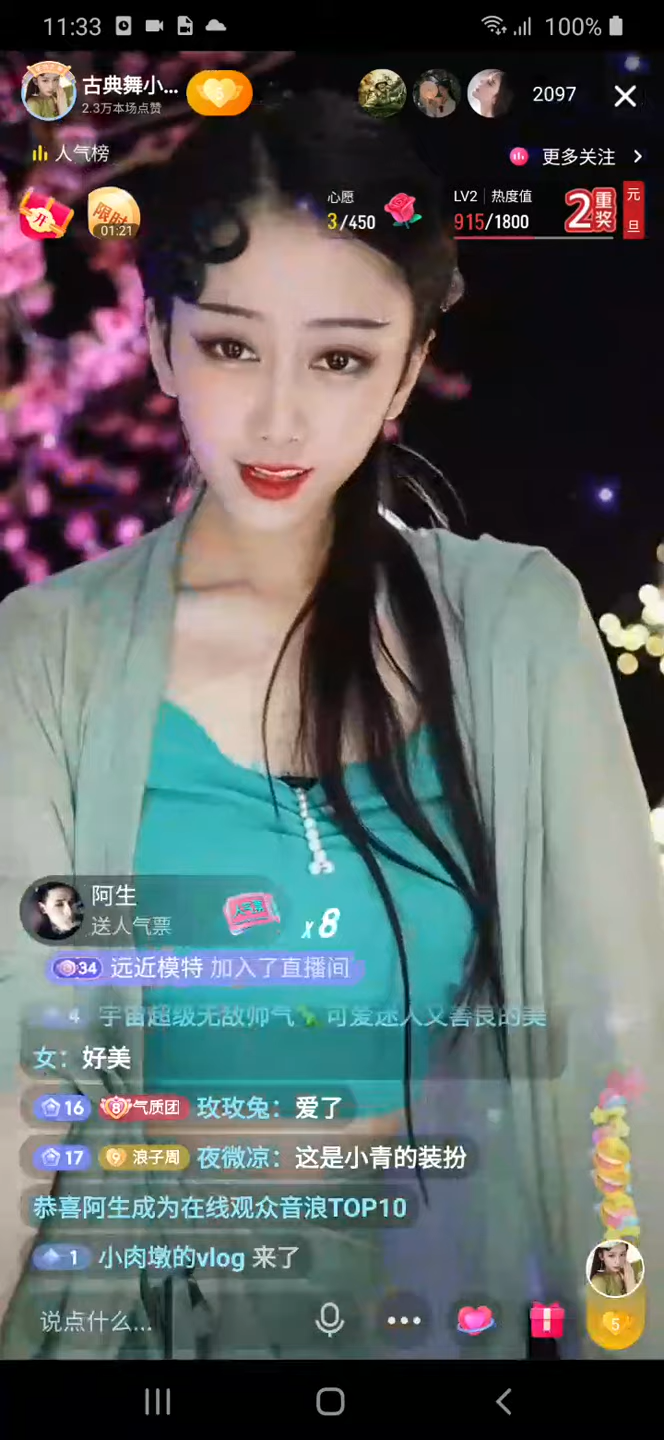 11:33
100%
古典舞小...
2.3万本场点赞
2097
人气榜
更多关注
开
限时
01:21
心愿
3/450
LV2 热度值
915/1800
2重奖
元旦
阿生
送人气票
人气票
x8
34 远近模特 加入了直播间
4 宇宙超级无敌帅气 可爱迷人又善良的美
女：好美
16 8 气质团 玫玫兔：爱了
17 9 浪子周 夜微凉：这是小青的装扮
恭喜阿生成为在线观众音浪TOP10
1 小肉墩的vlog 来了
说点什么...
5